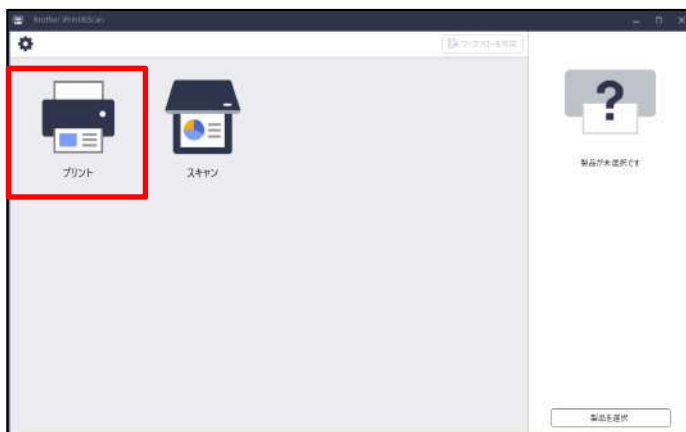 Brother iPrint&Scan
ワークフローを作成
プリント
スキャン
製品が未選択です
製品を選択